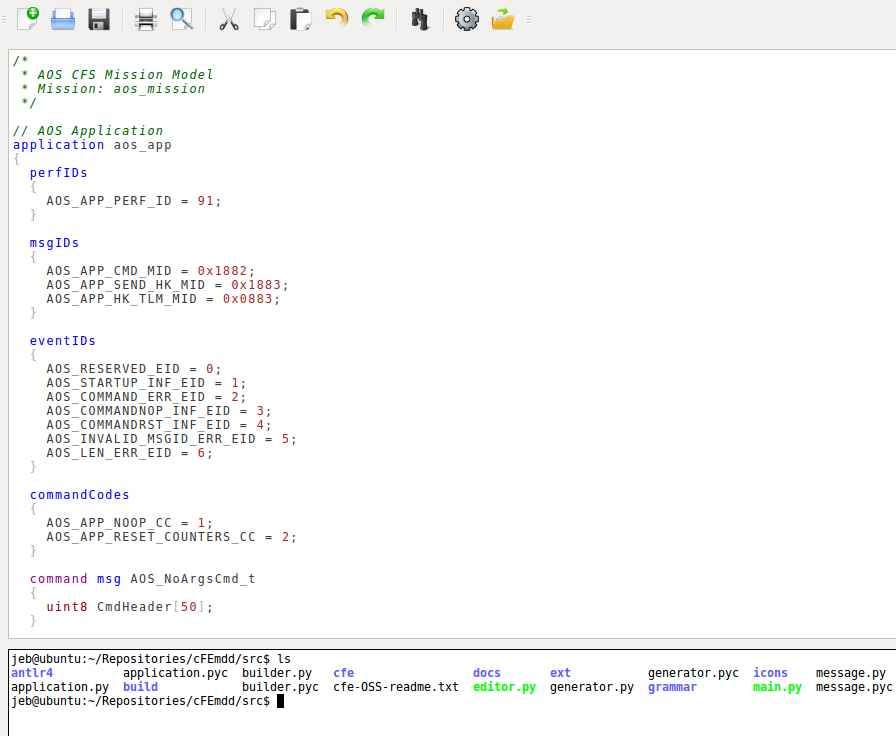 /*
 * AOS CFS Mission Model
 * Mission: aos_mission
 */

// AOS Application
application aos_app
{
  perfIDs
  {
    AOS_APP_PERF_ID = 91;
  }

  msgIDs
  {
    AOS_APP_CMD_MID = 0x1882;
    AOS_APP_SEND_HK_MID = 0x1883;
    AOS_APP_HK_TLM_MID = 0x0883;
  }

  eventIDs
  {
    AOS_RESERVED_EID = 0;
    AOS_STARTUP_INF_EID = 1;
    AOS_COMMAND_ERR_EID = 2;
    AOS_COMMANDNOP_INF_EID = 3;
    AOS_COMMANDRST_INF_EID = 4;
    AOS_INVALID_MSGID_ERR_EID = 5;
    AOS_LEN_ERR_EID = 6;
  }

  commandCodes
  {
    AOS_APP_NOOP_CC = 1;
    AOS_APP_RESET_COUNTERS_CC = 2;
  }

  command msg AOS_NoArgsCmd_t
  {
    uint8 CmdHeader[50];
  }
jeb@ubuntu:~/Repositories/cFEmdd/src$ ls
antlr4 application.pyc builder.py cfe docs ext generator.pyc icons message.py
application.py build builder.pyc cfe-OSS-readme.txt editor.py generator.py grammar main.py message.pyc
jeb@ubuntu:~/Repositories/cFEmdd/src$